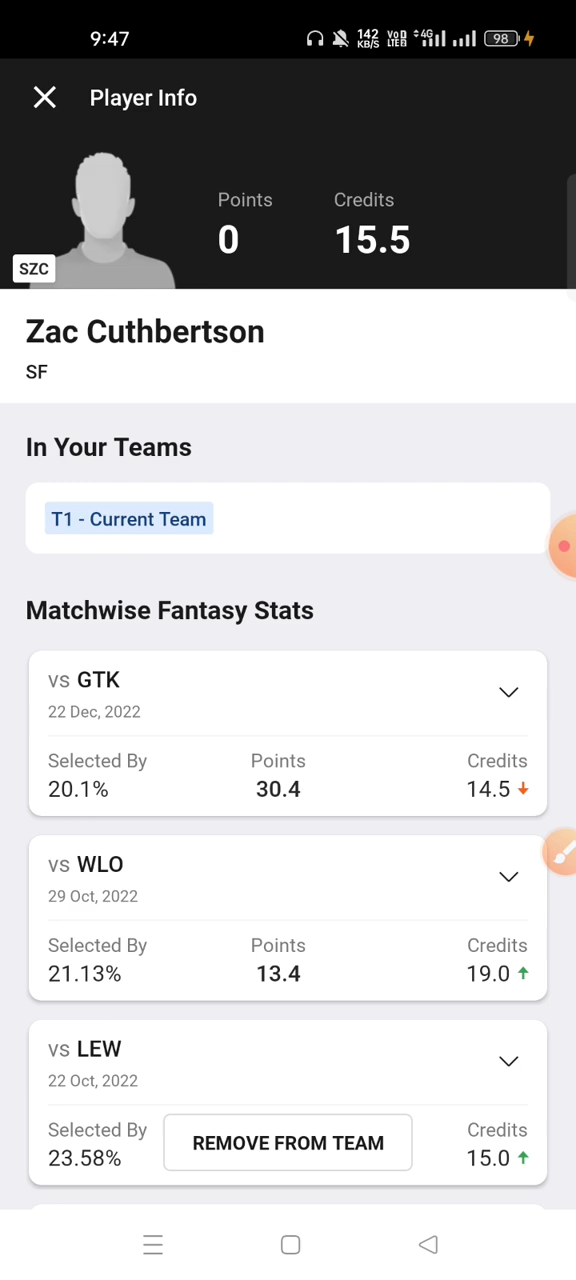 9:47
142 KB/S VoD LTED 4G 98
Player Info
Points
Credits
0
15.5
SZC
Zac Cuthbertson
SF
In Your Teams
T1 - Current Team
Matchwise Fantasy Stats
vs GTK
22 Dec, 2022
Selected By
Points
Credits
20.1%
30.4
14.5
vs WLO
29 Oct, 2022
Selected By
Points
Credits
21.13%
13.4
19.0
vs LEW
22 Oct, 2022
Selected By
Credits
REMOVE FROM TEAM
23.58%
15.0